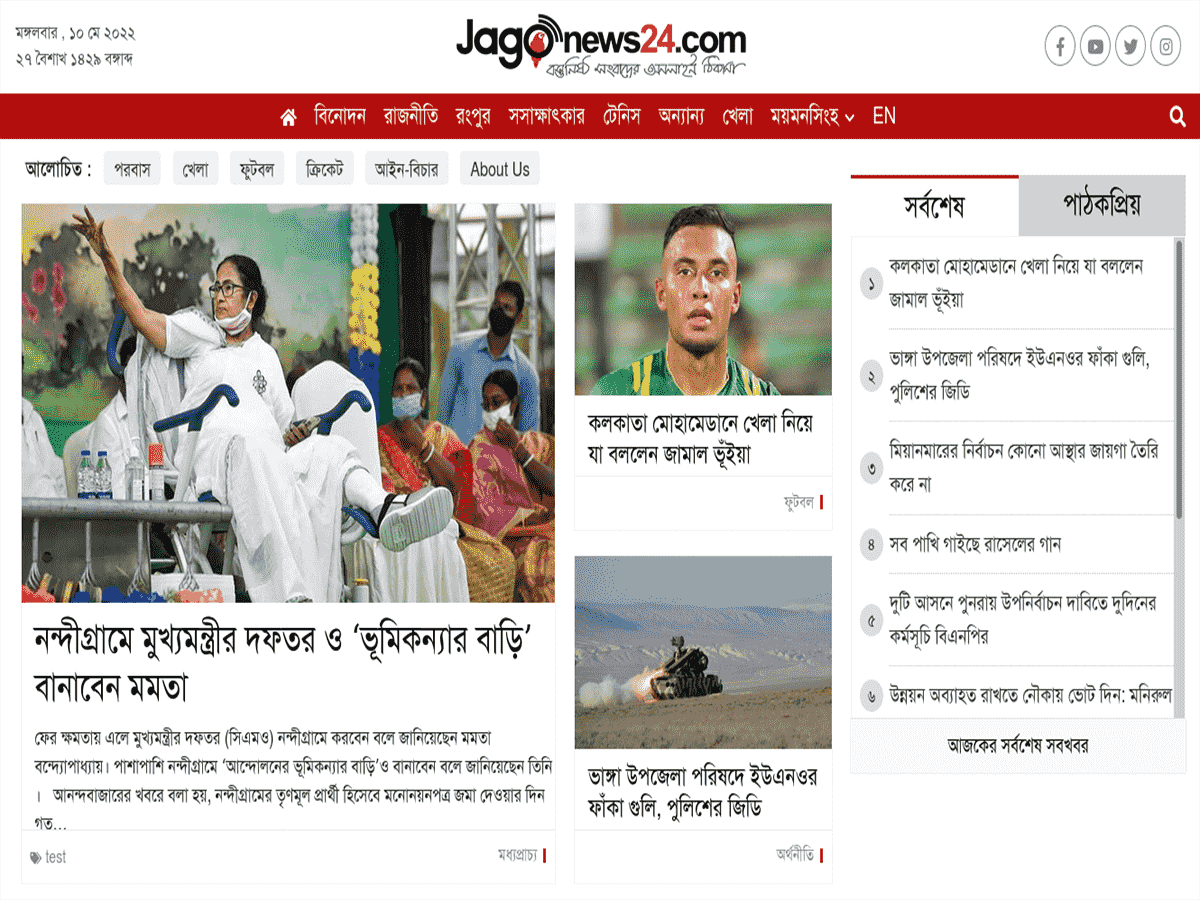 মঙ্গলবার , ১০ মে ২০২২
২৭ বৈশাখ ১৪২৯ বঙ্গাব্দ
Jagonews24.com
বস্তুনিষ্ঠ সংবাদের অনলাইন ঠিকানা
বিনোদন রাজনীতি রংপুর সসাক্ষাৎকার টেনিস অন্যান্য খেলা ময়মনসিংহ EN
আলোচিত : পরবাস খেলা ফুটবল ক্রিকেট আইন-বিচার About Us
নন্দীগ্রামে মুখ্যমন্ত্রীর দফতর ও ‘ভূমিকন্যার বাড়ি’
বানাবেন মমতা
ফের ক্ষমতায় এলে মুখ্যমন্ত্রীর দফতর (সিএমও) নন্দীগ্রামে করবেন বলে জানিয়েছেন মমতা
বন্দ্যোপাধ্যায়। পাশাপাশি নন্দীগ্রামে ‘আন্দোলনের ভূমিকন্যার বাড়ি’ও বানাবেন বলে জানিয়েছেন তিনি
। আনন্দবাজারের খবরে বলা হয়, নন্দীগ্রামের তৃণমূল প্রার্থী হিসেবে মনোনয়নপত্র জমা দেওয়ার দিন
গত...
test মধ্যপ্রাচ্য
কলকাতা মোহামেডানে খেলা নিয়ে
যা বললেন জামাল ভূঁইয়া
ফুটবল
ভাঙ্গা উপজেলা পরিষদে ইউএনওর
ফাঁকা গুলি, পুলিশের জিডি
অর্থনীতি
সর্বশেষ পাঠকপ্রিয়
১ কলকাতা মোহামেডানে খেলা নিয়ে যা বললেন
জামাল ভূঁইয়া
২ ভাঙ্গা উপজেলা পরিষদে ইউএনওর ফাঁকা গুলি,
পুলিশের জিডি
৩ মিয়ানমারের নির্বাচন কোনো আস্থার জায়গা তৈরি
করে না
৪ সব পাখি গাইছে রাসেলের গান
৫ দুটি আসনে পুনরায় উপনির্বাচন দাবিতে দুদিনের
কর্মসূচি বিএনপির
৬ উন্নয়ন অব্যাহত রাখতে নৌকায় ভোট দিন: মনিরুল
আজকের সর্বশেষ সবখবর